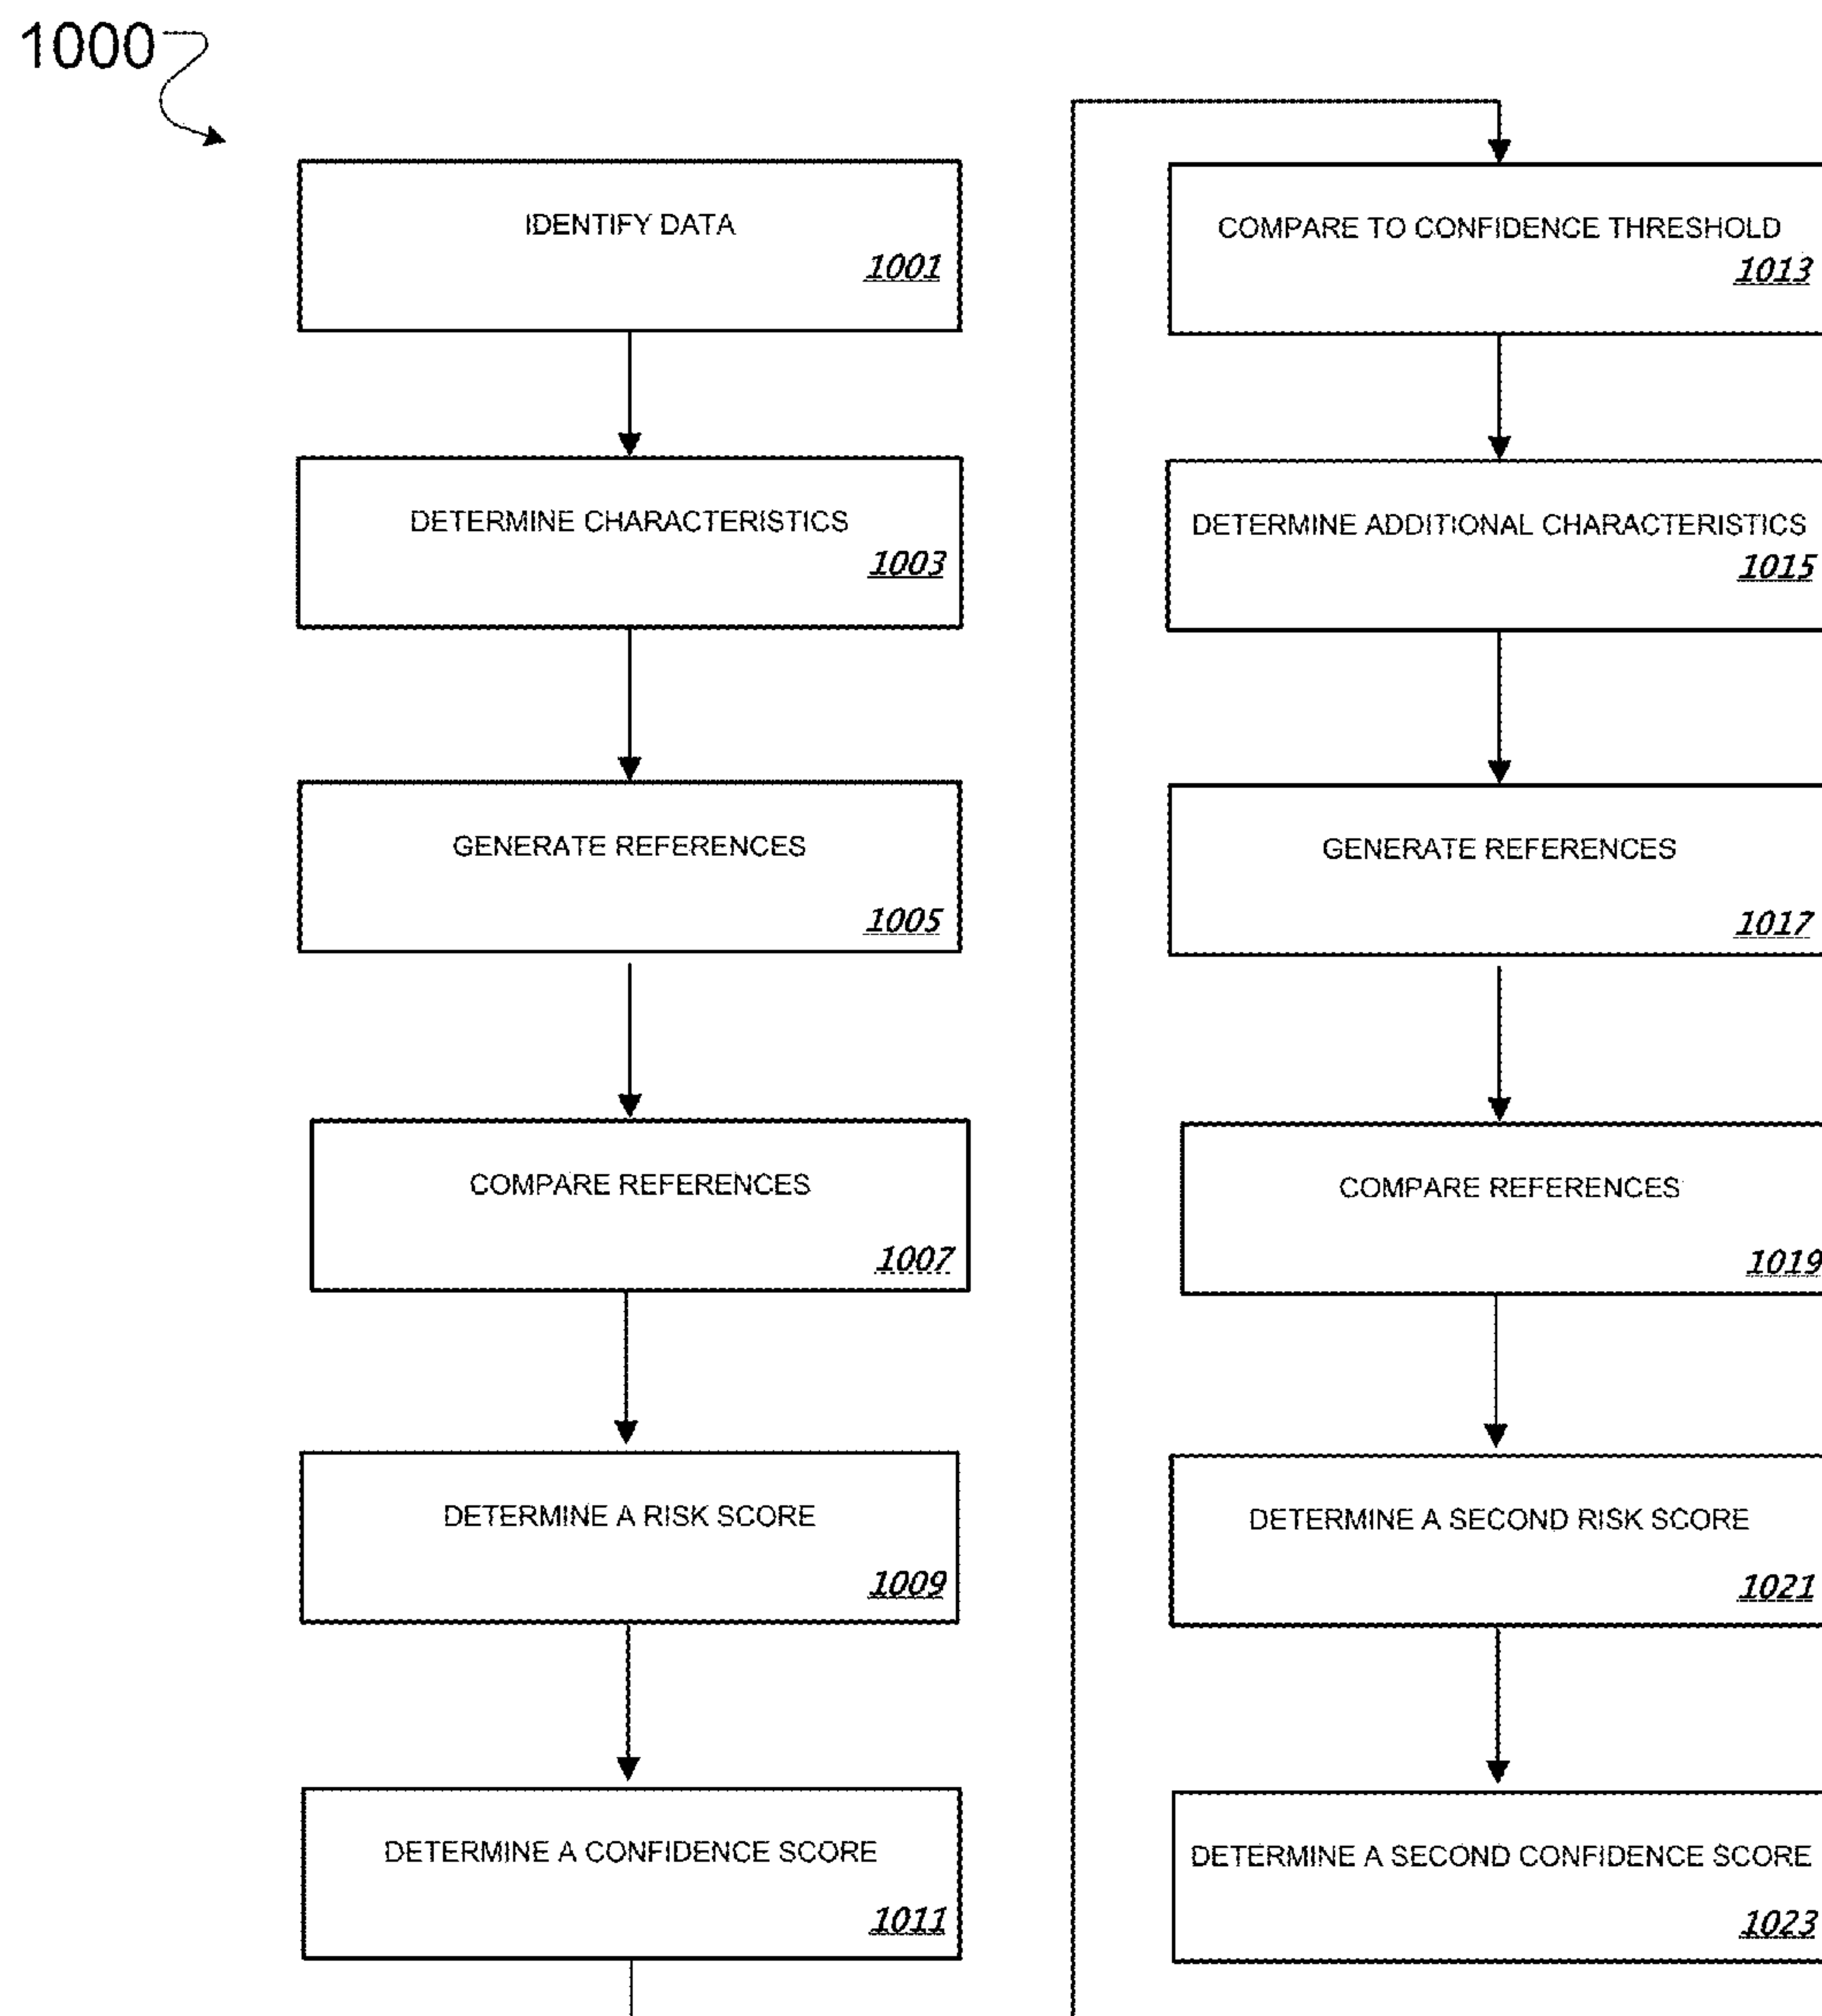 1000
IDENTIFY DATA
1001
DETERMINE CHARACTERISTICS
1003
GENERATE REFERENCES
1005
COMPARE REFERENCES
1007
DETERMINE A RISK SCORE
1009
DETERMINE A CONFIDENCE SCORE
1011
COMPARE TO CONFIDENCE THRESHOLD
1013
DETERMINE ADDITIONAL CHARACTERISTICS
1015
GENERATE REFERENCES
1017
COMPARE REFERENCES
1019
DETERMINE A SECOND RISK SCORE
1021
DETERMINE A SECOND CONFIDENCE SCORE
1023